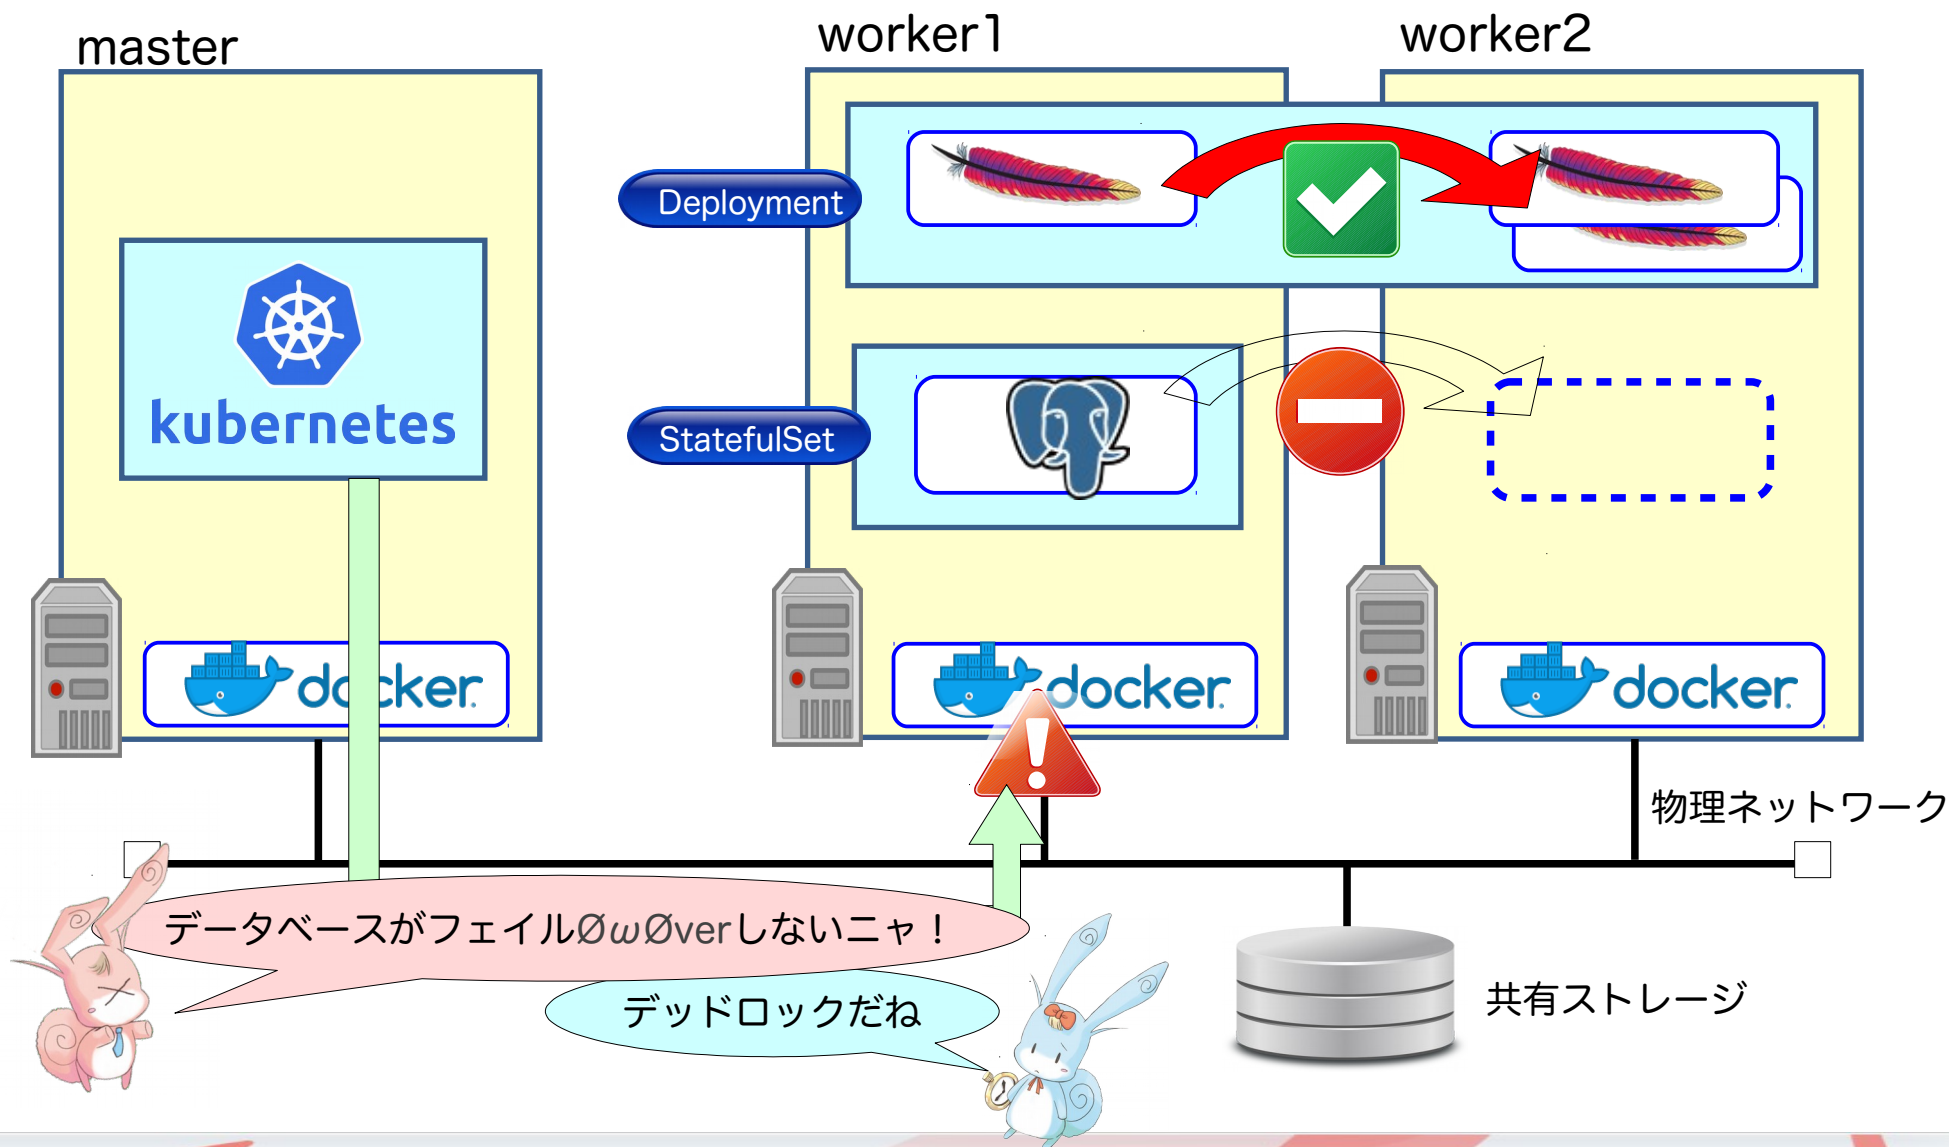 master
worker1
worker2
Deployment
kubernetes
StatefulSet
docker
docker
docker
物理ネットワーク
データベースがフェイルØωØverしないニャ！
デッドロックだね
共有ストレージ